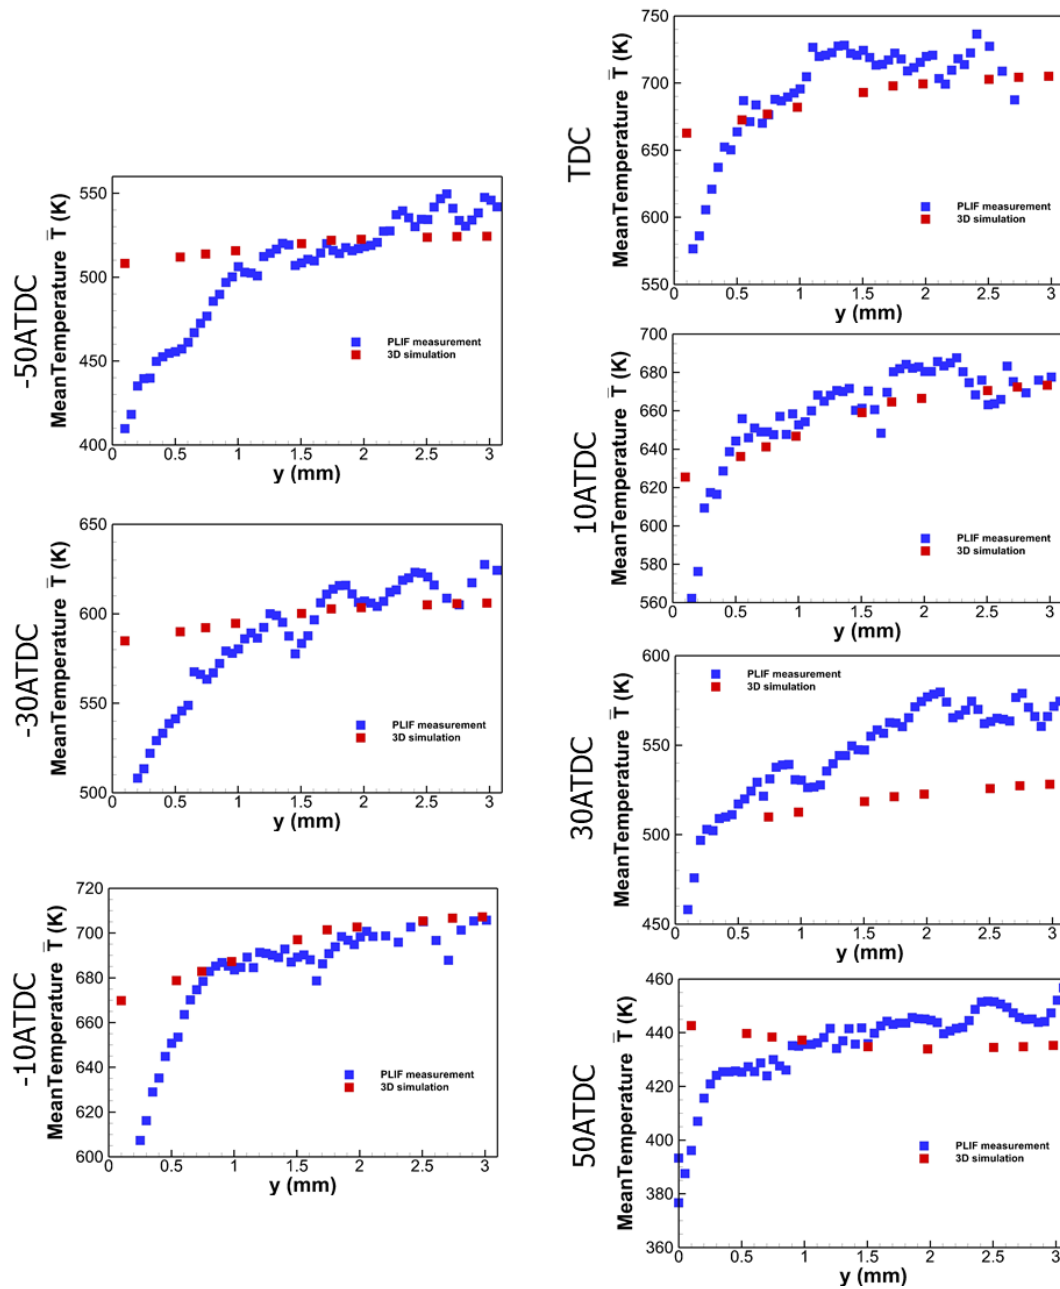 -50ATDC
MeanTemperature T̅ (K)
550
500
450
400
0 0.5 1 1.5 2 2.5 3
y (mm)
PLIF measurement
3D simulation
-30ATDC
MeanTemperature T̅ (K)
650
600
550
500
0 0.5 1 1.5 2 2.5 3
y (mm)
PLIF measurement
3D simulation
-10ATDC
MeanTemperature T̅ (K)
720
700
680
660
640
620
600
0 0.5 1 1.5 2 2.5 3
y (mm)
PLIF measurement
3D simulation
TDC
MeanTemperature T̅ (K)
750
700
650
600
550
0 0.5 1 1.5 2 2.5 3
y (mm)
PLIF measurement
3D simulation
10ATDC
MeanTemperature T̅ (K)
700
680
660
640
620
600
580
560
0 0.5 1 1.5 2 2.5 3
y (mm)
PLIF measurement
3D simulation
30ATDC
MeanTemperature T̅ (K)
600
550
500
450
PLIF measurement
3D simulation
0 0.5 1 1.5 2 2.5 3
y (mm)
50ATDC
MeanTemperature T̅ (K)
460
440
420
400
380
360
PLIF measurement
3D simulation
0 0.5 1 1.5 2 2.5 3
y (mm)